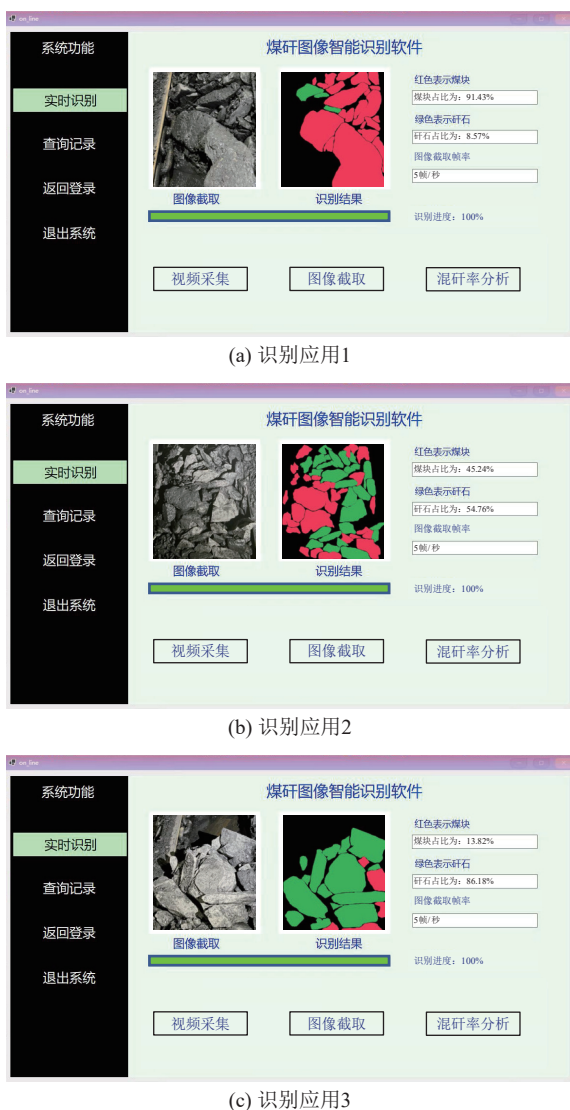 on_line
系统功能
煤矸图像智能识别软件
实时识别
查询记录
返回登录
退出系统
图像截取
识别结果
红色表示煤块
煤块占比为：91.43%
绿色表示矸石
矸石占比为：8.57%
图像截取帧率
5帧/秒
识别进度：100%
视频采集
图像截取
混矸率分析
(a) 识别应用1
on_line
系统功能
煤矸图像智能识别软件
实时识别
查询记录
返回登录
退出系统
图像截取
识别结果
红色表示煤块
煤块占比为：45.24%
绿色表示矸石
矸石占比为：54.76%
图像截取帧率
5帧/秒
识别进度：100%
视频采集
图像截取
混矸率分析
(b) 识别应用2
on_line
系统功能
煤矸图像智能识别软件
实时识别
查询记录
返回登录
退出系统
图像截取
识别结果
红色表示煤块
煤块占比为：13.82%
绿色表示矸石
矸石占比为：86.18%
图像截取帧率
5帧/秒
识别进度：100%
视频采集
图像截取
混矸率分析
(c) 识别应用3